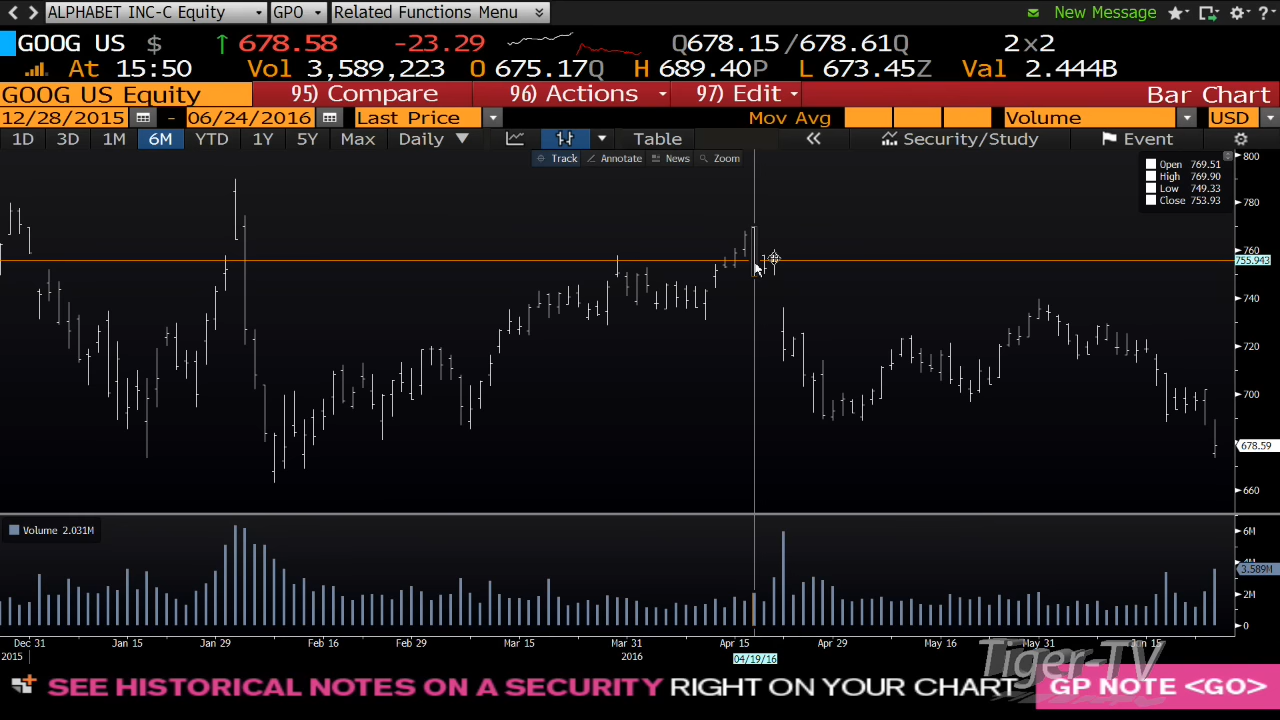 ALPHABET INC-C Equity GPO Related Functions Menu New Message ?
GOOG US $ 678.58 -23.29 Q678.15/678.61Q 2x2
At 15:50 Vol 3,589,223 O 675.17Q H 689.40P L 673.45Z Val 2.444B
GOOG US Equity 95) Compare 96) Actions 97) Edit Bar Chart
12/28/2015 - 06/24/2016 Last Price Mov Avg Volume USD
1D 3D 1M 6M YTD 1Y 5Y Max Daily Table Security/Study Event
Track Annotate News Zoom
Open 769.51
High 769.90
Low 749.33
Close 753.93
800
780
760
755.943
740
720
700
678.59
660
Volume 2.031M
6M
4M
3.589M
2M
0
Dec 31 Jan 15 Jan 29 Feb 16 Feb 29 Mar 15 Mar 31 Apr 15 Apr 29 May 16 May 31 Jun 15
2015 2016 04/19/16
Tiger-TV
SEE HISTORICAL NOTES ON A SECURITY RIGHT ON YOUR CHART GP NOTE <GO>